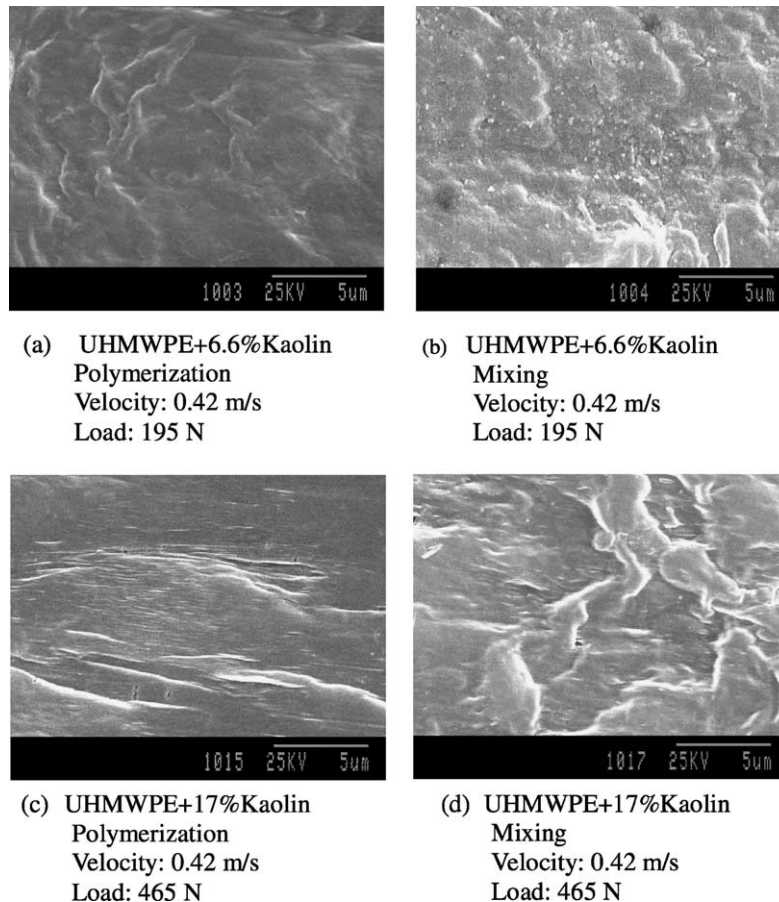 1003 25KV 5um
1004 25KV 5um
(a) UHMWPE+6.6%Kaolin
Polymerization
Velocity: 0.42 m/s
Load: 195 N
(b) UHMWPE+6.6%Kaolin
Mixing
Velocity: 0.42 m/s
Load: 195 N
1015 25KV 5um
1017 25KV 5um
(c) UHMWPE+17%Kaolin
Polymerization
Velocity: 0.42 m/s
Load: 465 N
(d) UHMWPE+17%Kaolin
Mixing
Velocity: 0.42 m/s
Load: 465 N